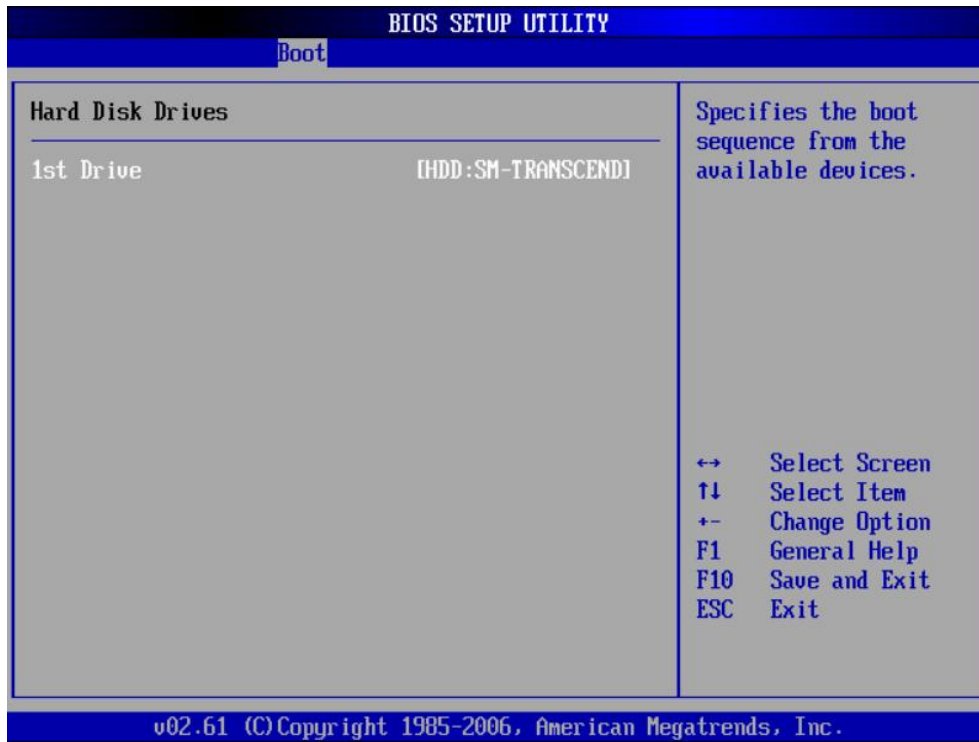 BIOS SETUP UTILITY
Boot
Hard Disk Drives
1st Drive [HDD:SM-TRANSCEND]
Specifies the boot
sequence from the
available devices.
↔ Select Screen
↑↓ Select Item
+- Change Option
F1 General Help
F10 Save and Exit
ESC Exit
v02.61 (C)Copyright 1985-2006, American Megatrends, Inc.